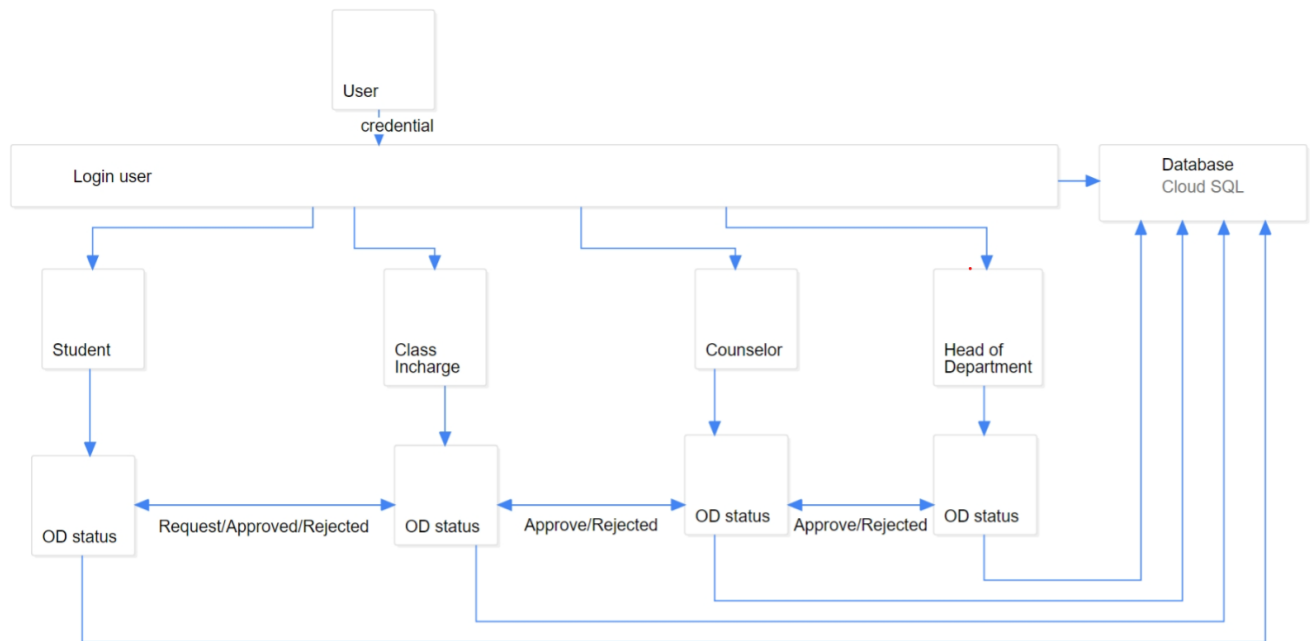 User
credential
Login user
Database
Cloud SQL
Student
Class
Incharge
Counselor
Head of
Department
OD status
Request/Approved/Rejected
OD status
Approve/Rejected
OD status
Approve/Rejected
OD status